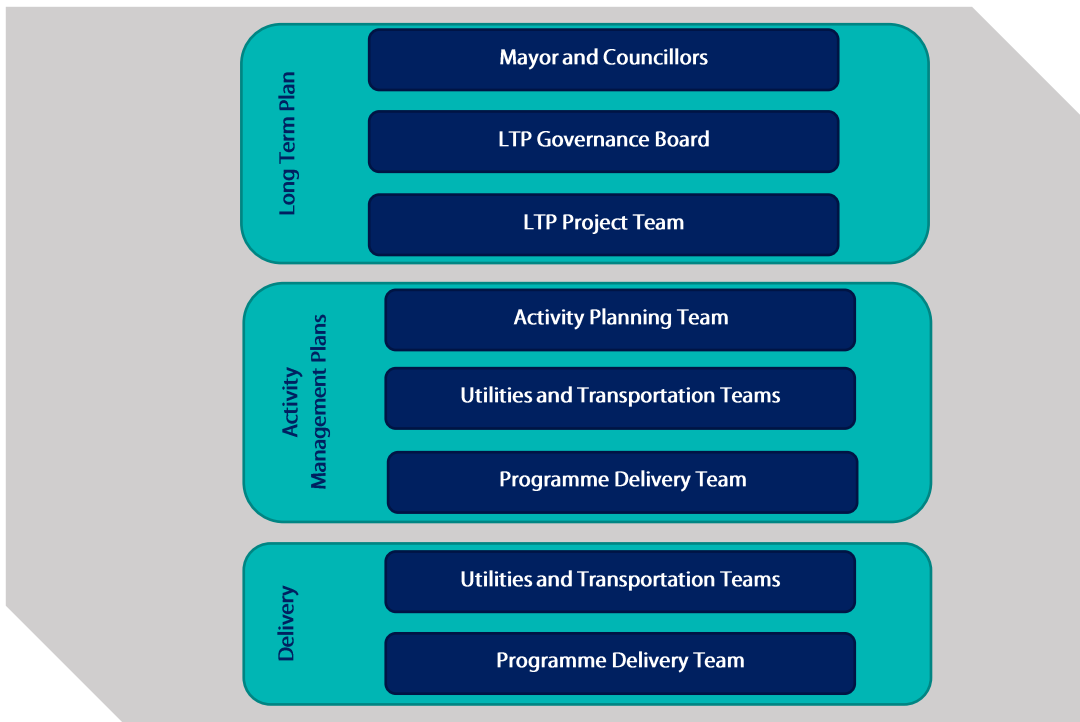 Long Term Plan
Mayor and Councillors
LTP Governance Board
LTP Project Team
Activity
Management Plans
Activity Planning Team
Utilities and Transportation Teams
Programme Delivery Team
Delivery
Utilities and Transportation Teams
Programme Delivery Team